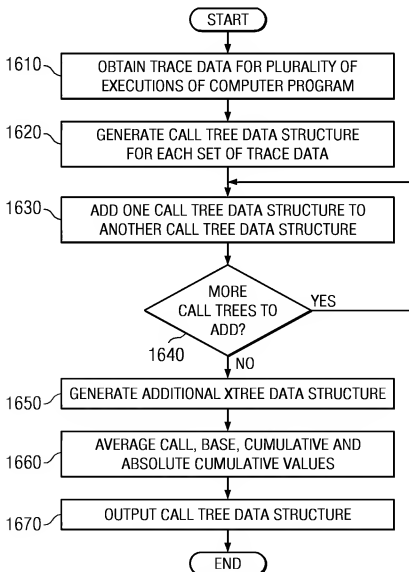 START
1610
OBTAIN TRACE DATA FOR PLURALITY OF
EXECUTIONS OF COMPUTER PROGRAM
1620
GENERATE CALL TREE DATA STRUCTURE
FOR EACH SET OF TRACE DATA
1630
ADD ONE CALL TREE DATA STRUCTURE TO
ANOTHER CALL TREE DATA STRUCTURE
MORE
CALL TREES TO
ADD?
YES
1640
NO
1650
GENERATE ADDITIONAL XTREE DATA STRUCTURE
1660
AVERAGE CALL, BASE, CUMULATIVE AND
ABSOLUTE CUMULATIVE VALUES
1670
OUTPUT CALL TREE DATA STRUCTURE
END